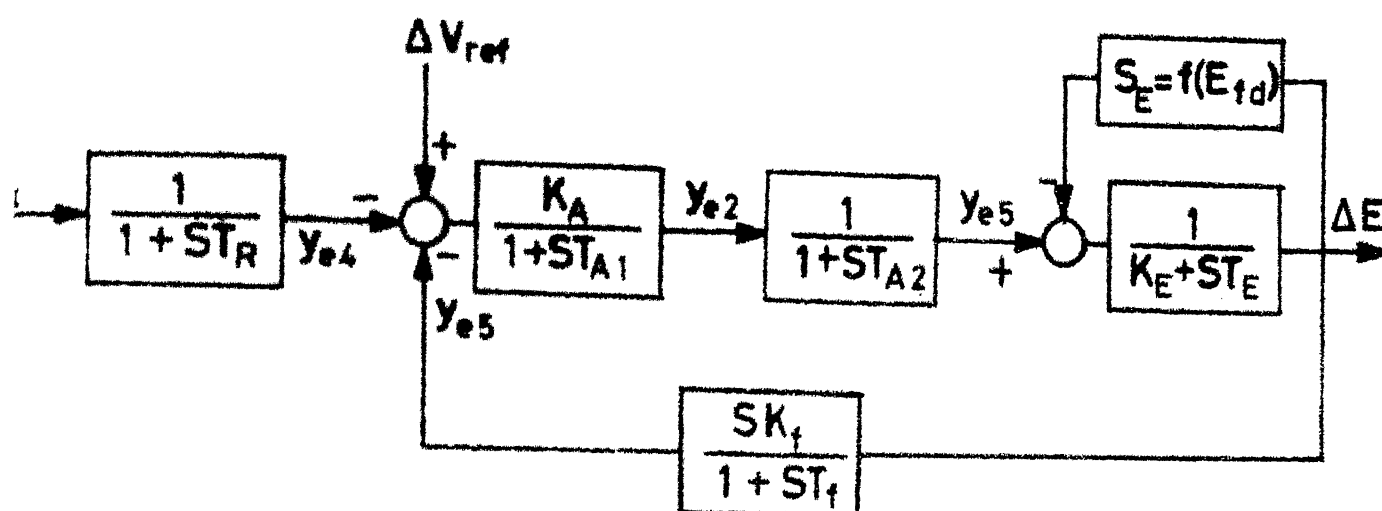 ΔV_ref
S_E=f(E_fd)
+
1
1 + ST_R
y_e4
−
−
y_e5
K_A
1+ST_A1
y_e2
1
1+ST_A2
y_e5
+
-
1
K_E+ST_E
ΔE
SK_f
1 + ST_f